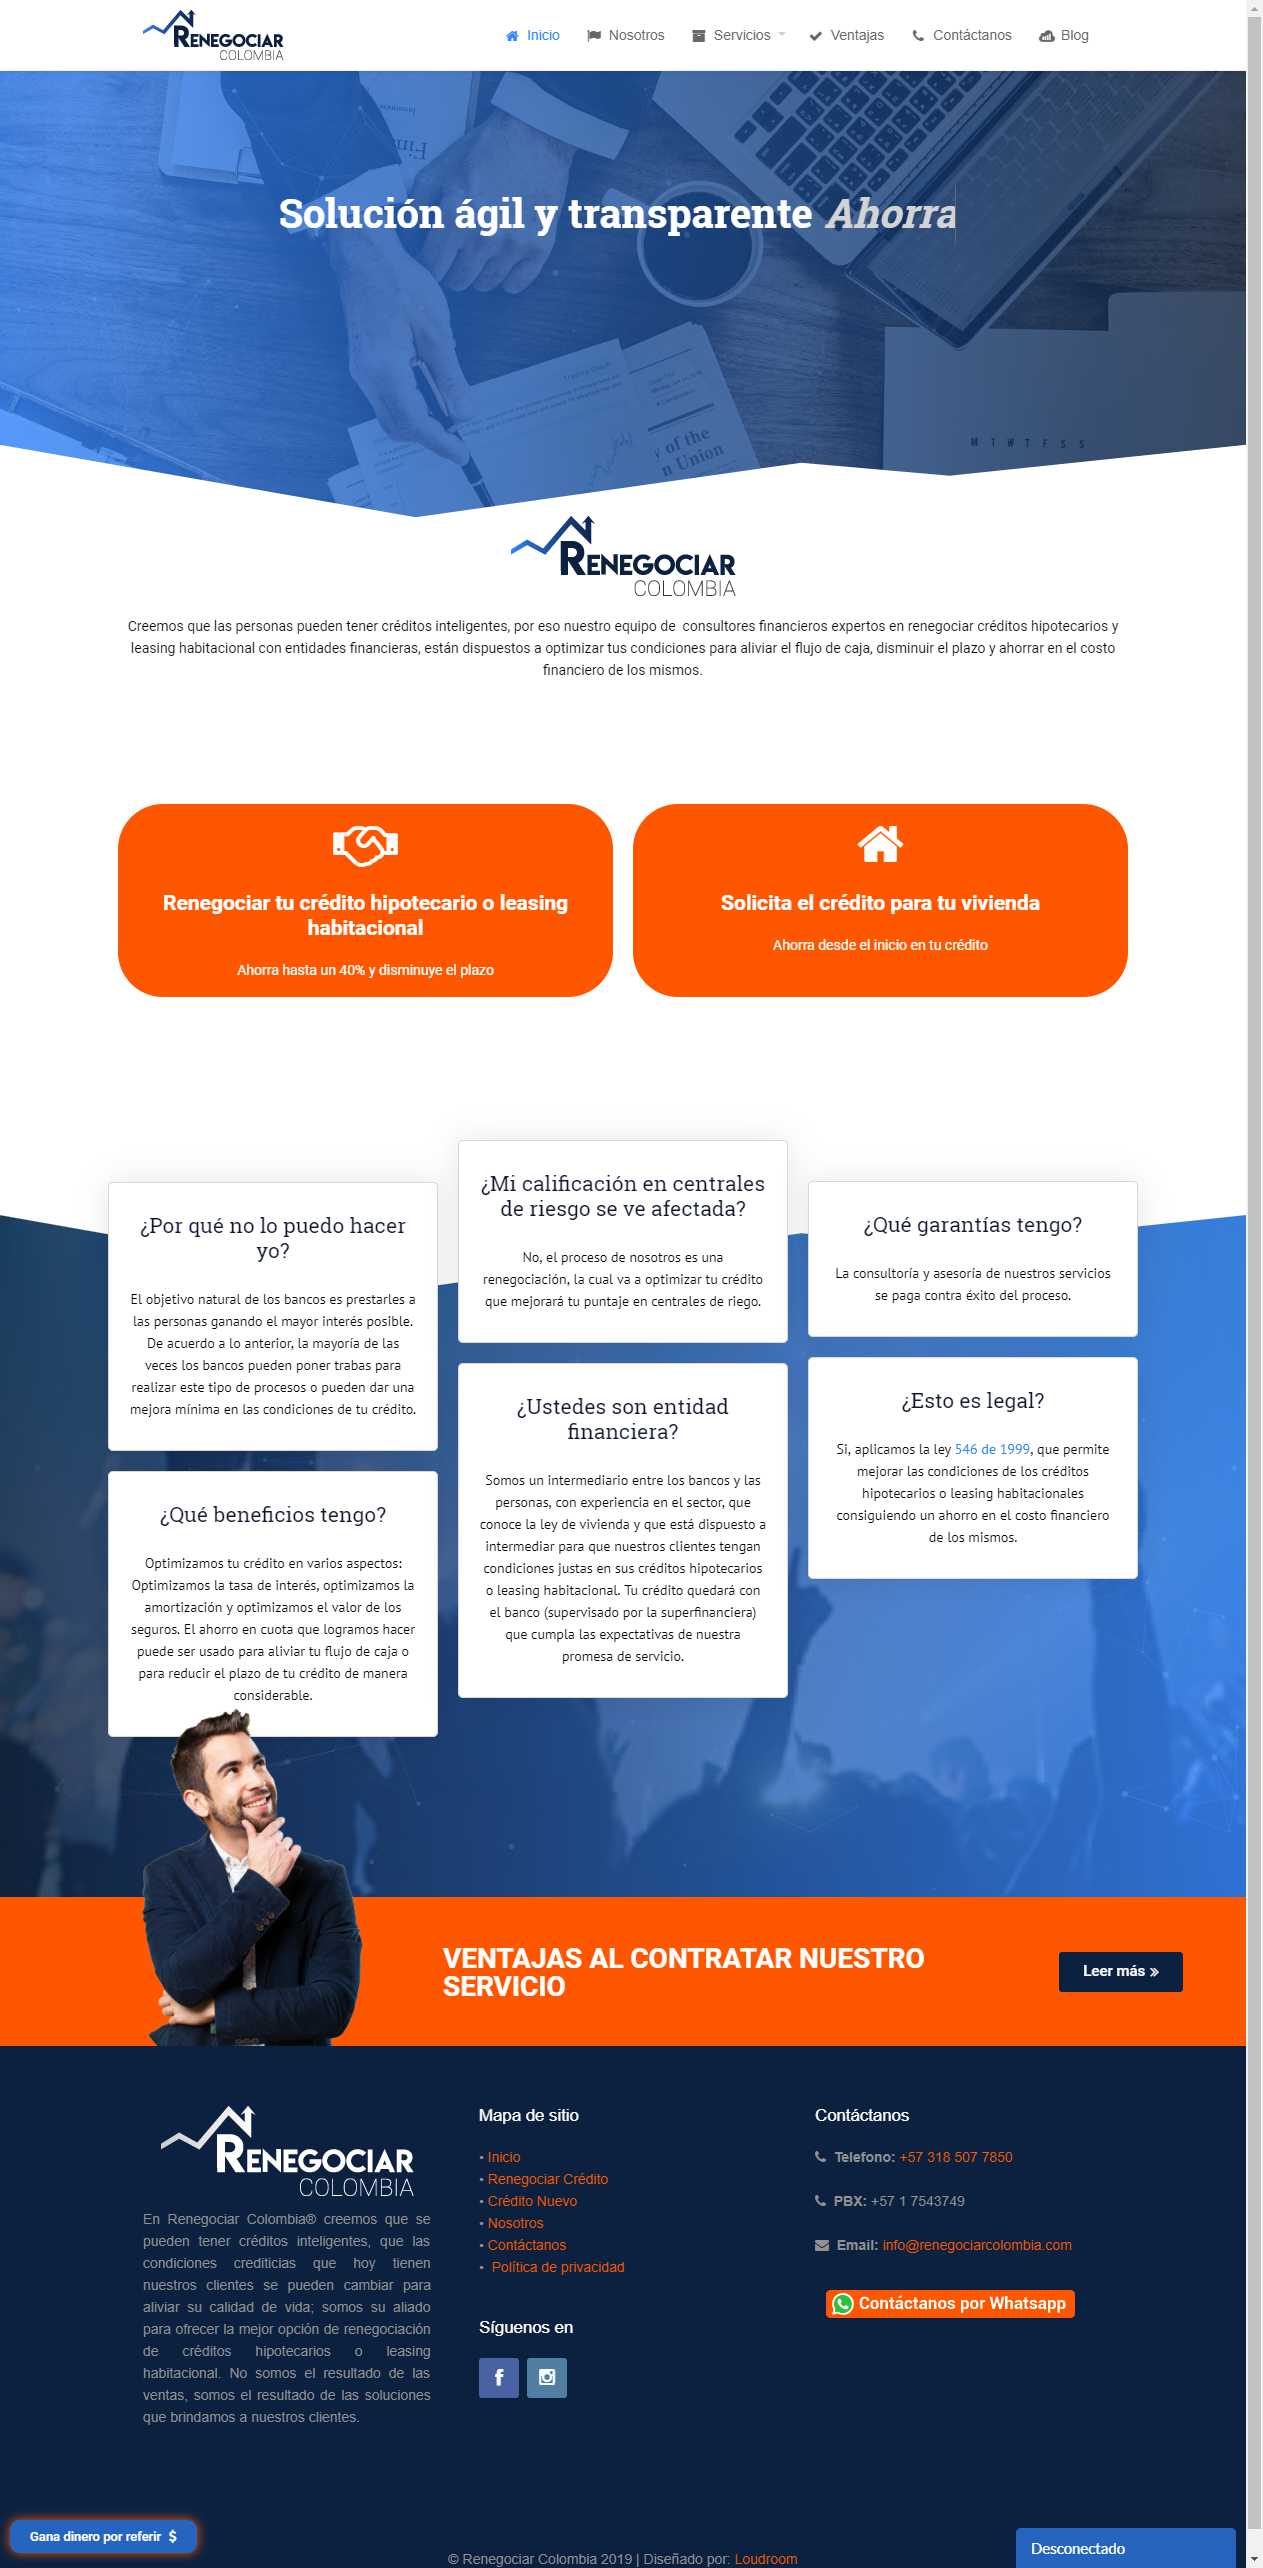 RENEGOCIAR
COLOMBIA
Inicio
Nosotros
Servicios
Ventajas
Contáctanos
Blog
Solución ágil y transparente Ahorra
M T W T F S S
y of the
n Union
RENEGOCIAR
COLOMBIA
Creemos que las personas pueden tener créditos inteligentes, por eso nuestro equipo de consultores financieros expertos en renegociar créditos hipotecarios y
leasing habitacional con entidades financieras, están dispuestos a optimizar tus condiciones para aliviar el flujo de caja, disminuir el plazo y ahorrar en el costo
financiero de los mismos.
Renegociar tu crédito hipotecario o leasing
habitacional
Ahorra hasta un 40% y disminuye el plazo
Solicita el crédito para tu vivienda
Ahorra desde el inicio en tu crédito
¿Por qué no lo puedo hacer
yo?
El objetivo natural de los bancos es prestarles a
las personas ganando el mayor interés posible.
De acuerdo a lo anterior, la mayoría de las
veces los bancos pueden poner trabas para
realizar este tipo de procesos o pueden dar una
mejora mínima en las condiciones de tu crédito.
¿Qué beneficios tengo?
Optimizamos tu crédito en varios aspectos:
Optimizamos la tasa de interés, optimizamos la
amortización y optimizamos el valor de los
seguros. El ahorro en cuota que logramos hacer
puede ser usado para aliviar tu flujo de caja o
para reducir el plazo de tu crédito de manera
considerable.
¿Mi calificación en centrales
de riesgo se ve afectada?
No, el proceso de nosotros es una
renegociación, la cual va a optimizar tu crédito
que mejorará tu puntaje en centrales de riego.
¿Ustedes son entidad
financiera?
Somos un intermediario entre los bancos y las
personas, con experiencia en el sector, que
conoce la ley de vivienda y que está dispuesto a
intermediar para que nuestros clientes tengan
condiciones justas en sus créditos hipotecarios
o leasing habitacional. Tu crédito quedará con
el banco (supervisado por la superfinanciera)
que cumpla las expectativas de nuestra
promesa de servicio.
¿Qué garantías tengo?
La consultoría y asesoría de nuestros servicios
se paga contra éxito del proceso.
¿Esto es legal?
Si, aplicamos la ley 546 de 1999, que permite
mejorar las condiciones de los créditos
hipotecarios o leasing habitacionales
consiguiendo un ahorro en el costo financiero
de los mismos.
VENTAJAS AL CONTRATAR NUESTRO
SERVICIO
Leer más »
RENEGOCIAR
COLOMBIA
En Renegociar Colombia® creemos que se
pueden tener créditos inteligentes, que las
condiciones crediticias que hoy tienen
nuestros clientes se pueden cambiar para
aliviar su calidad de vida; somos su aliado
para ofrecer la mejor opción de renegociación
de créditos hipotecarios o leasing
habitacional. No somos el resultado de las
ventas, somos el resultado de las soluciones
que brindamos a nuestros clientes.
Mapa de sitio
• Inicio
• Renegociar Crédito
• Crédito Nuevo
• Nosotros
• Contáctanos
• Política de privacidad
Síguenos en
Contáctanos
Telefono: +57 318 507 7850
PBX: +57 1 7543749
Email: info@renegociarcolombia.com
Contáctanos por Whatsapp
Gana dinero por referir $
Desconectado
© Renegociar Colombia 2019 | Diseñado por: Loudroom